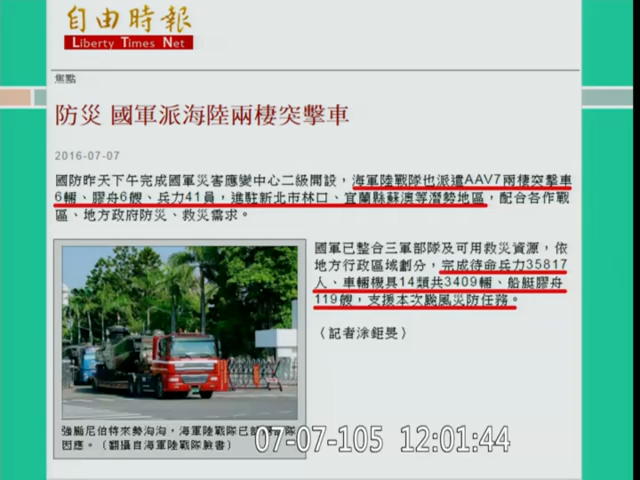 自由時報
Liberty Times Net
焦點
防災 國軍派海陸兩棲突擊車
2016-07-07
國防昨天下午完成國軍災害應變中心二級開設，海軍陸戰隊也派遣AAV7兩棲突擊車
6輛、膠舟6艘、兵力41員，進駐新北市林口、宜蘭縣蘇澳等潛勢地區，配合各作戰
區、地方政府防災、救災需求。
國軍已整合三軍部隊及可用救災資源，依
地方行政區域劃分，完成待命兵力35817
人、車輛機具14類共3409輛、船艇膠舟
119艘，支援本次颱風災防任務。
（記者涂鉅旻）
強颱尼伯特來勢洶洶，海軍陸戰隊已
因應。（翻攝自海軍陸戰隊臉書）
07-07-105 12:01:44